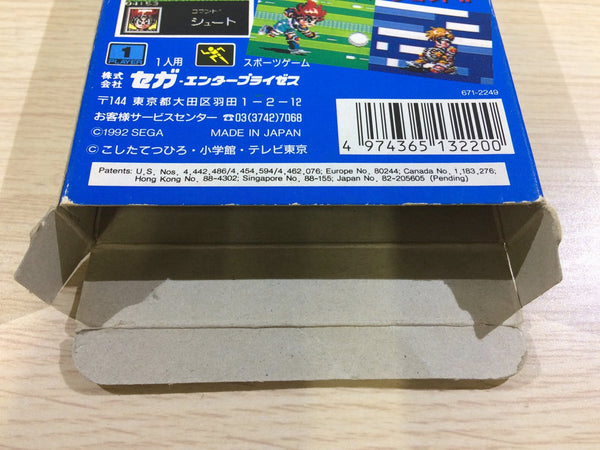 シュート
1
PLAYER
1人用
スポーツゲーム
株式会社 セガ・エンタープライゼス
671-2249
〒144 東京都大田区羽田1-2-12
お客様サービスセンター ☎03(3742)7068
©1992 SEGA MADE IN JAPAN
©こしたてつひろ・小学館・テレビ東京
4 974365 132200
Patents: U.S. Nos. 4,442,486/4,454,594/4,462,076; Europe No. 80244; Canada No. 1,183,276;
Hong Kong No. 88-4302; Singapore No. 88-155; Japan No. 82-205605 (Pending)